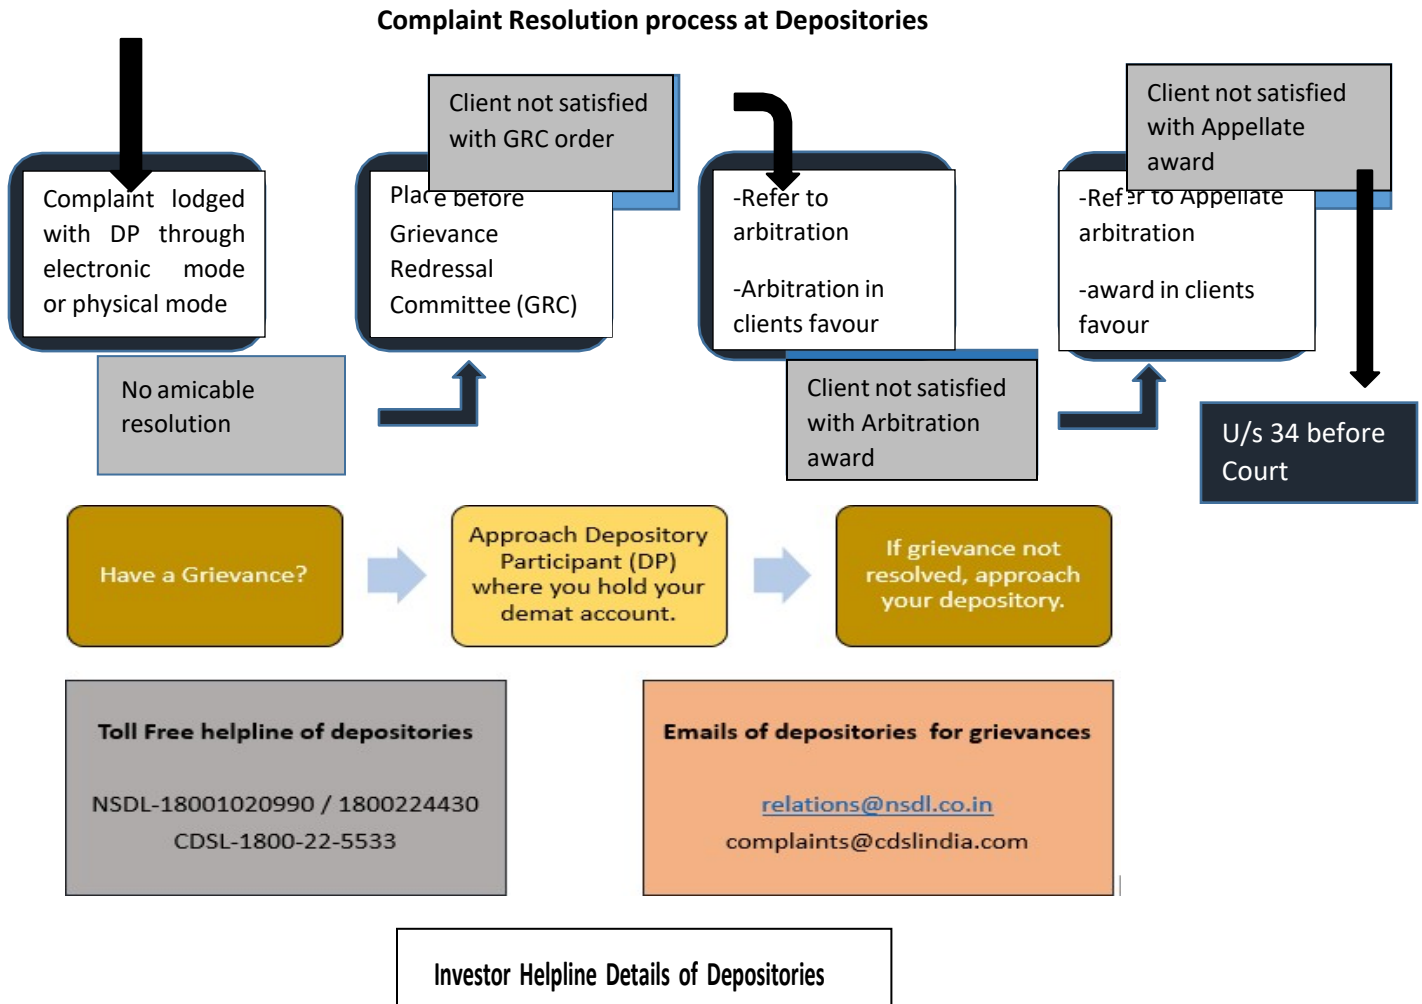 Complaint Resolution process at Depositories
Complaint lodged
with DP through
electronic mode
or physical mode
No amicable
resolution
Place before
Grievance
Redressal
Committee (GRC)
Client not satisfied
with GRC order
-Refer to
arbitration
-Arbitration in
clients favour
Client not satisfied
with Arbitration
award
-Refer to Appellate
arbitration
-award in clients
favour
Client not satisfied
with Appellate
award
U/s 34 before
Court
Have a Grievance?
Approach Depository
Participant (DP)
where you hold your
demat account.
If grievance not
resolved, approach
your depository.
Toll Free helpline of depositories
NSDL-18001020990 / 1800224430
CDSL-1800-22-5533
Emails of depositories for grievances
relations@nsdl.co.in
complaints@cdslindia.com
Investor Helpline Details of Depositories